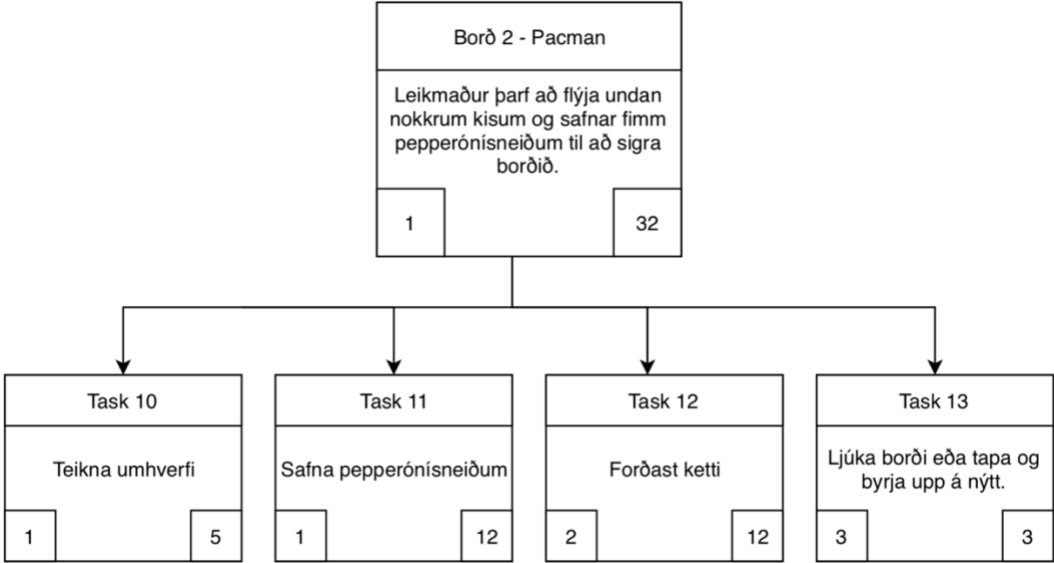 Borð 2 - Pacman
Leikmaður þarf að flýja undan
nokkrum kisum og safnar fimm
pepperónísneiðum til að sigra
borðið.
1
32
Task 10
Teikna umhverfi
1
5
Task 11
Safna pepperónísneiðum
1
12
Task 12
Forðast ketti
2
12
Task 13
Ljúka borði eða tapa og
byrja upp á nýtt.
3
3